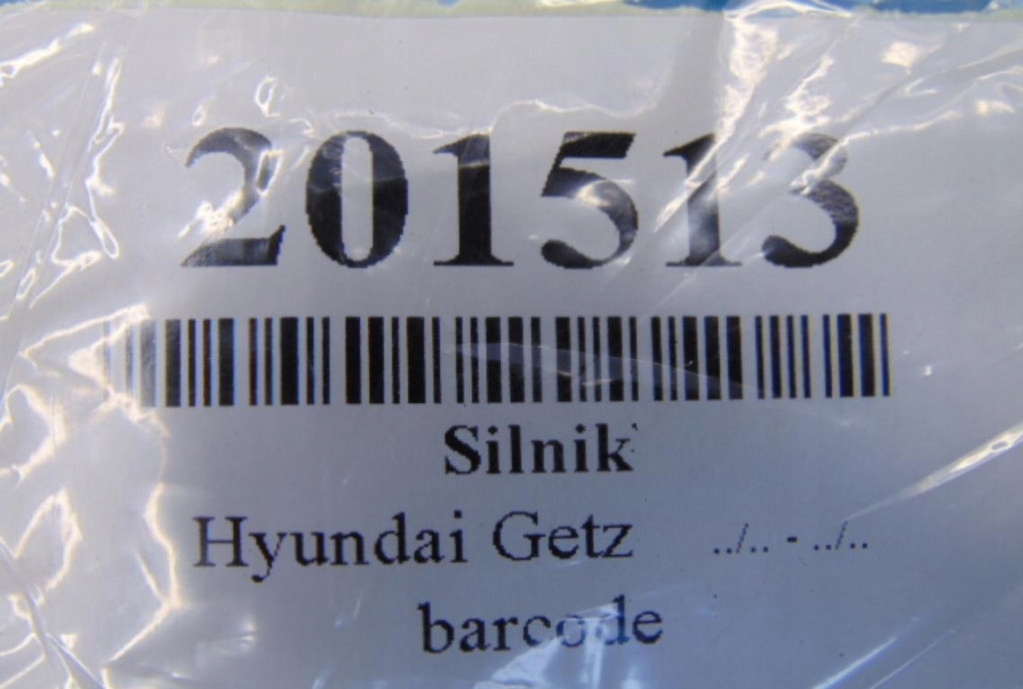 201513
Silnik
Hyundai Getz ../.. - ../..
barcode